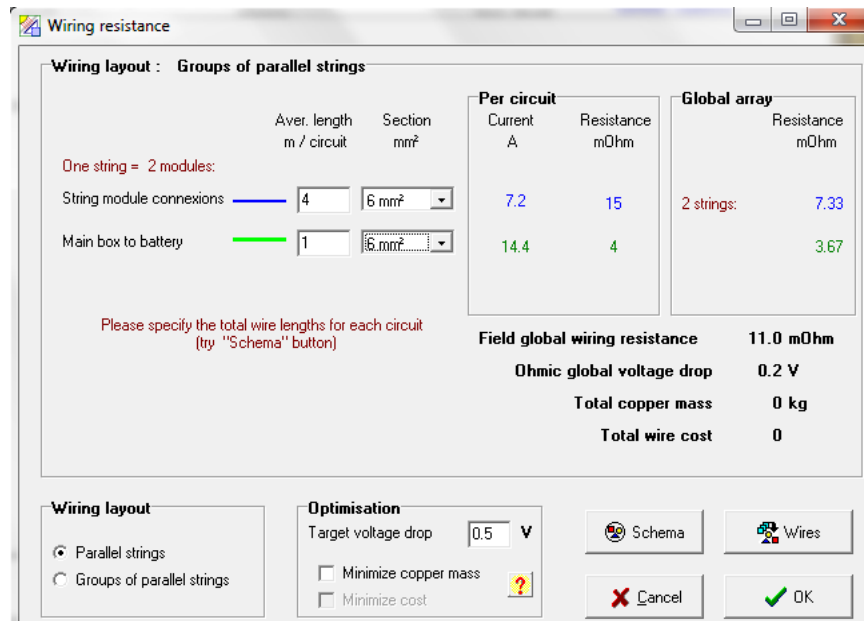 Wiring resistance
Wiring layout :   Groups of parallel strings
Per circuit
Global array
Aver. length
m / circuit
Section
mm²
Current
A
Resistance
mOhm
Resistance
mOhm
One string =  2 modules:
String module connexions 4 6 mm² 7.2 15 2 strings: 7.33
Main box to battery 1 6 mm² 14.4 4 3.67
Please specify the total wire lengths for each circuit
(try  "Schema" button)
Field global wiring resistance 11.0 mOhm
Ohmic global voltage drop 0.2 V
Total copper mass 0 kg
Total wire cost 0
Wiring layout
Parallel strings
Groups of parallel strings
Optimisation
Target voltage drop 0.5 V
Minimize copper mass
?
Minimize cost
Schema
Wires
Cancel
OK